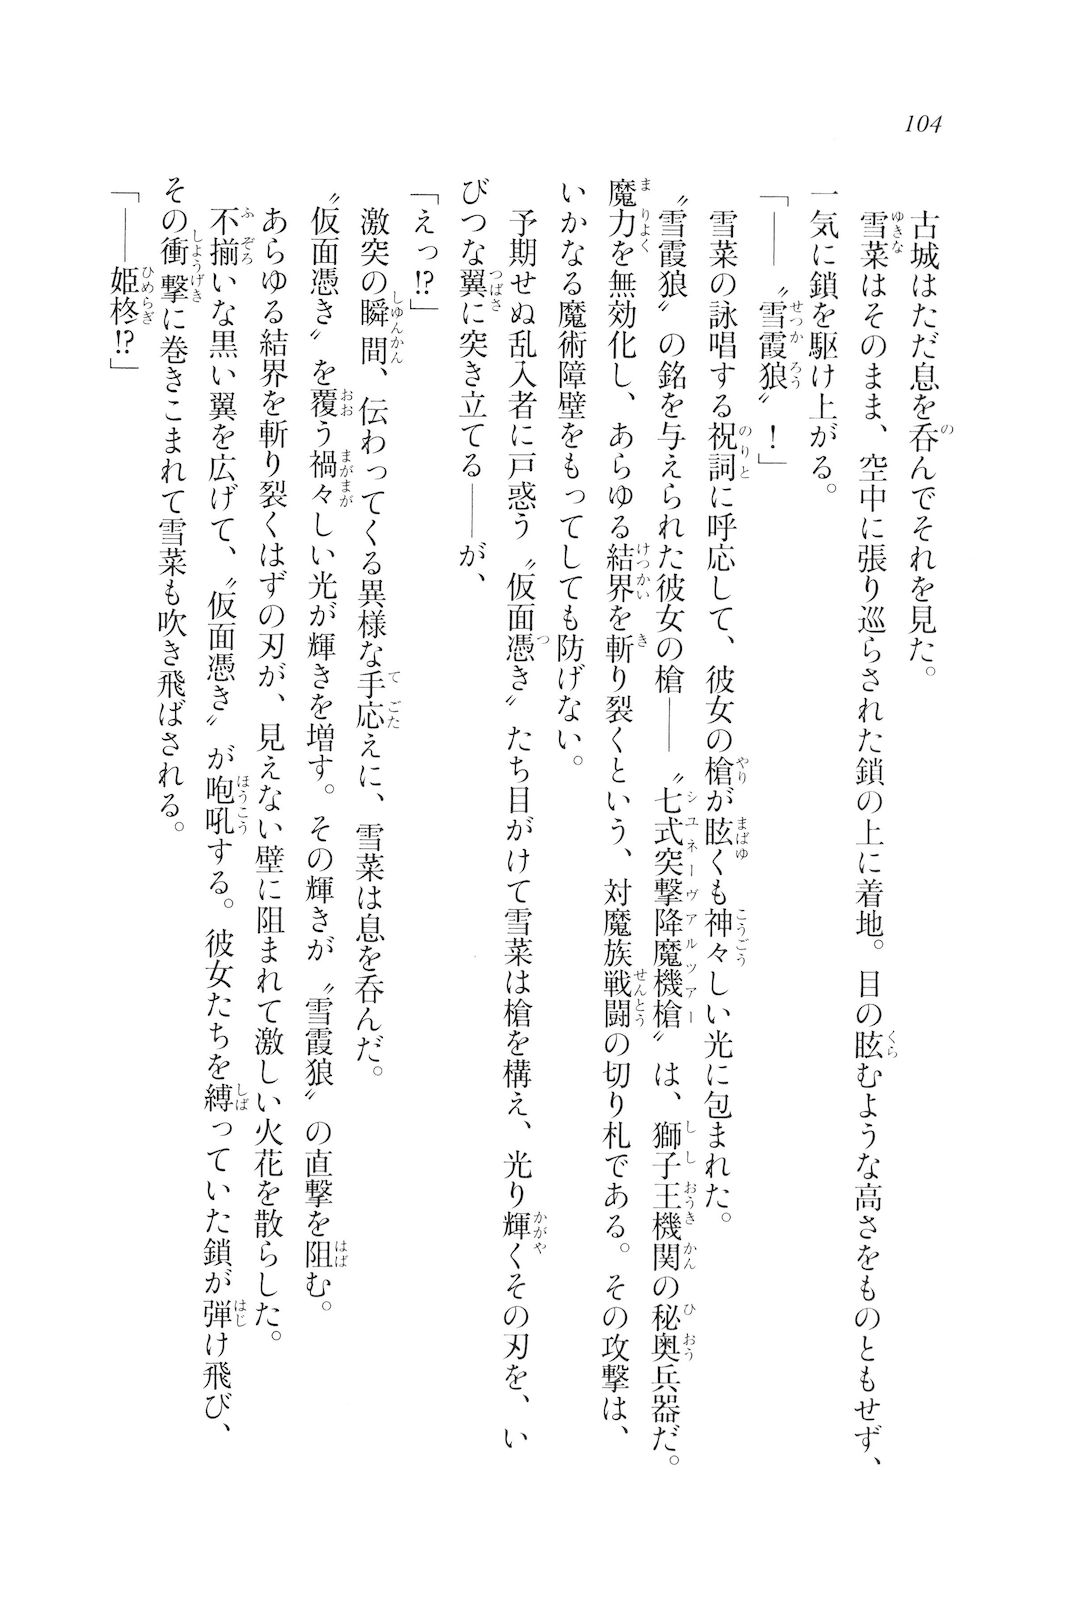 104
古城はただ息を呑んでそれを見た。
雪菜はそのまま、空中に張り巡らされた鎖の上に着地。目の眩むような高さをものともせず、
一気に鎖を駆け上がる。
「――〝雪霞狼〟！」
雪菜の詠唱する祝詞に呼応して、彼女の槍が眩くも神々しい光に包まれた。
〝雪霞狼〟の銘を与えられた彼女の槍――〝七式突撃降魔機槍〟は、獅子王機関の秘奥兵器だ。
魔力を無効化し、あらゆる結界を斬り裂くという、対魔族戦闘の切り札である。その攻撃は、
いかなる魔術障壁をもってしても防げない。
予期せぬ乱入者に戸惑う〝仮面憑き〟たち目がけて雪菜は槍を構え、光り輝くその刃を、い
びつな翼に突き立てる――が、
「えっ!?」
激突の瞬間、伝わってくる異様な手応えに、雪菜は息を呑んだ。
〝仮面憑き〟を覆う禍々しい光が輝きを増す。その輝きが〝雪霞狼〟の直撃を阻む。
あらゆる結界を斬り裂くはずの刃が、見えない壁に阻まれて激しい火花を散らした。
不揃いな黒い翼を広げて、〝仮面憑き〟が咆吼する。彼女たちを縛っていた鎖が弾け飛び、
その衝撃に巻きこまれて雪菜も吹き飛ばされる。
「――姫柊!?」